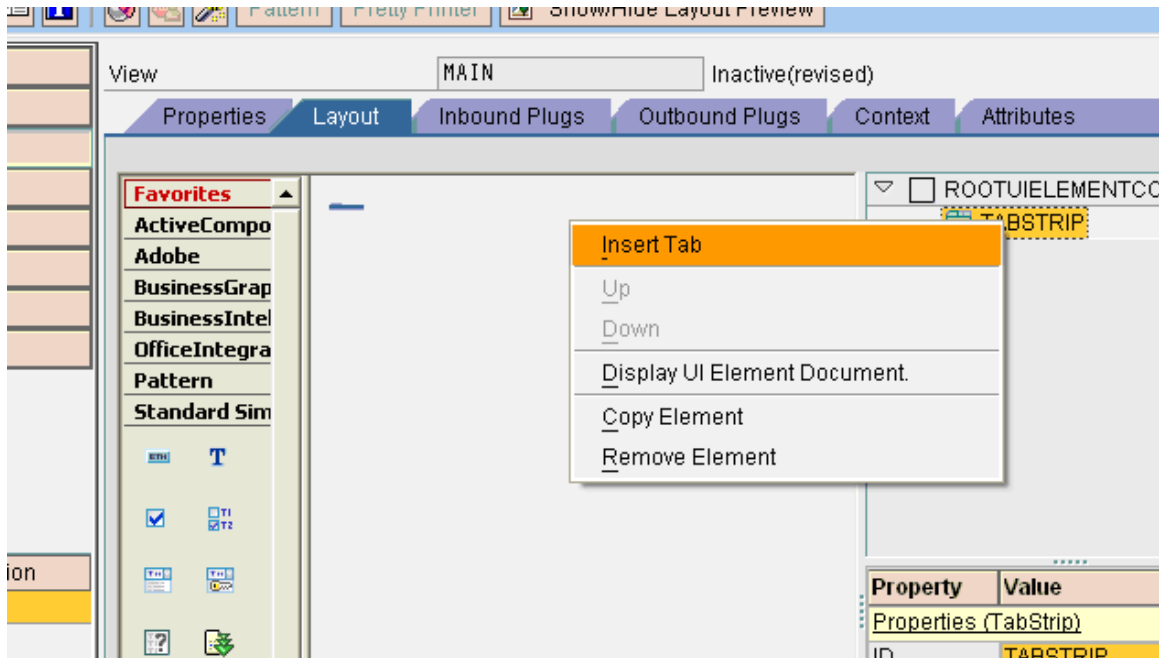 Pattern Pretty Printer Show/Hide Layout Preview
View MAIN Inactive(revised)
Properties Layout Inbound Plugs Outbound Plugs Context Attributes
Favorites
ActiveCompo
Adobe
BusinessGrap
BusinessIntel
OfficeIntegra
Pattern
Standard Sim
ROOTUIELEMENTCO
TABSTRIP
Insert Tab
Up
Down
Display UI Element Document.
Copy Element
Remove Element
ion
Property Value
Properties (TabStrip)
ID TABSTRIP